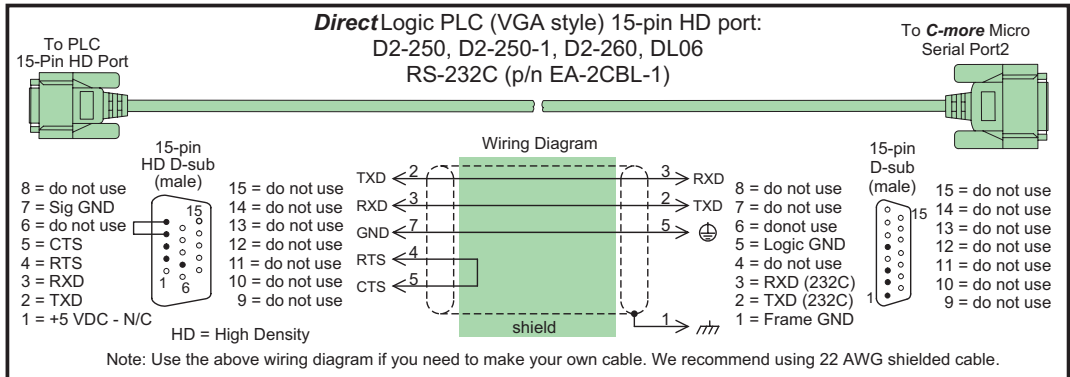 DirectLogic PLC (VGA style) 15-pin HD port:
D2-250, D2-250-1, D2-260, DL06
RS-232C (p/n EA-2CBL-1)
To PLC
15-Pin HD Port
To C-more Micro
Serial Port2
15-pin
HD D-sub
(male)
8 = do not use
7 = Sig GND
6 = do not use
5 = CTS
4 = RTS
3 = RXD
2 = TXD
1 = +5 VDC - N/C
15
1
6
15 = do not use
14 = do not use
13 = do not use
12 = do not use
11 = do not use
10 = do not use
9 = do not use
HD = High Density
Wiring Diagram
TXD 2 3 RXD
RXD 3 2 TXD
GND 7 5
RTS 4
CTS 5
shield
1
8 = do not use
7 = do not use
6 = donot use
5 = Logic GND
4 = do not use
3 = RXD (232C)
2 = TXD (232C)
1 = Frame GND
15-pin
D-sub
(male)
15
1
15 = do not use
14 = do not use
13 = do not use
12 = do not use
11 = do not use
10 = do not use
9 = do not use
Note: Use the above wiring diagram if you need to make your own cable. We recommend using 22 AWG shielded cable.